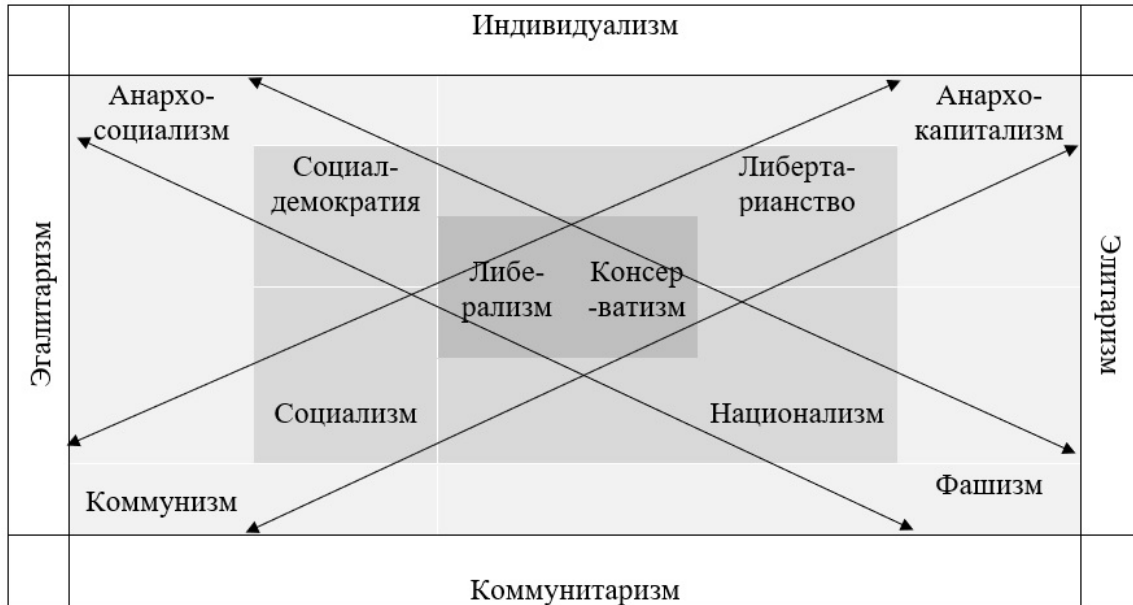 Индивидуализм
Анархо-
социализм
Анархо-
капитализм
Социал-
демократия
Либерта-
рианство
Эгалитаризм
Либе-
рализм
Консер
-ватизм
Элитаризм
Социализм
Национализм
Коммунизм
Фашизм
Коммунитаризм